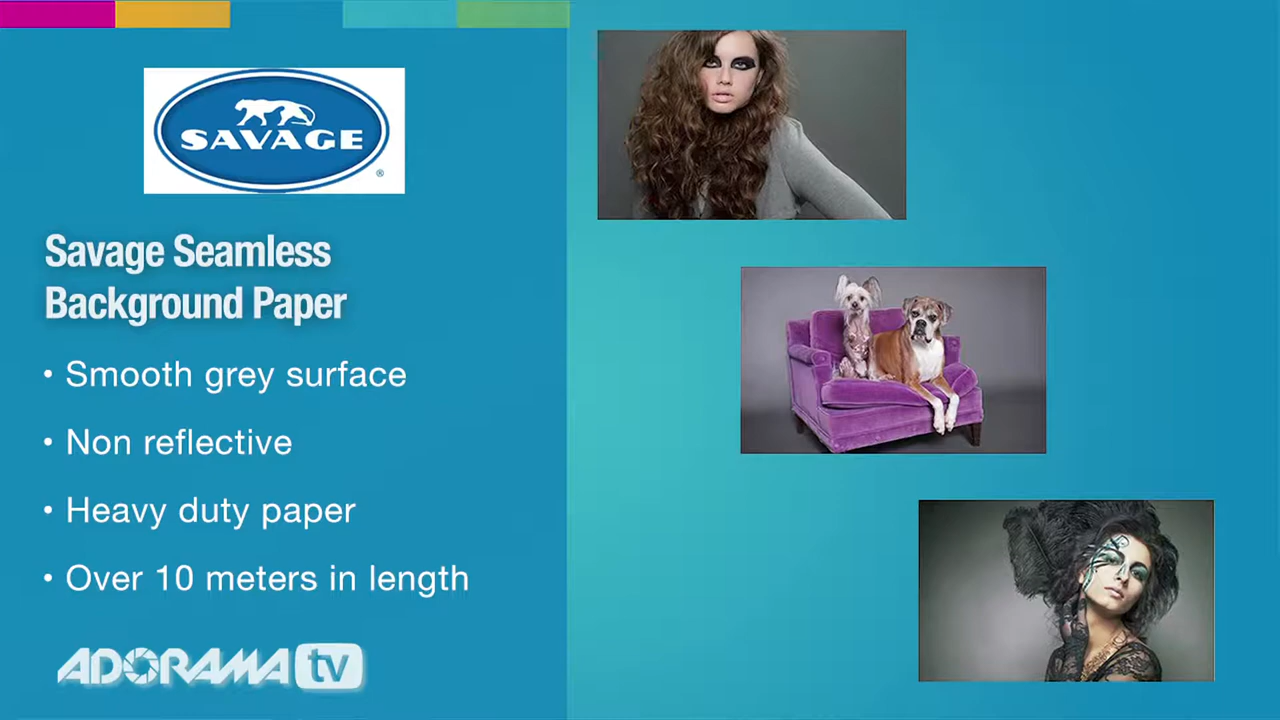 SAVAGE
®
Savage Seamless
Background Paper
• Smooth grey surface
• Non reflective
• Heavy duty paper
• Over 10 meters in length
ADORAMA tv